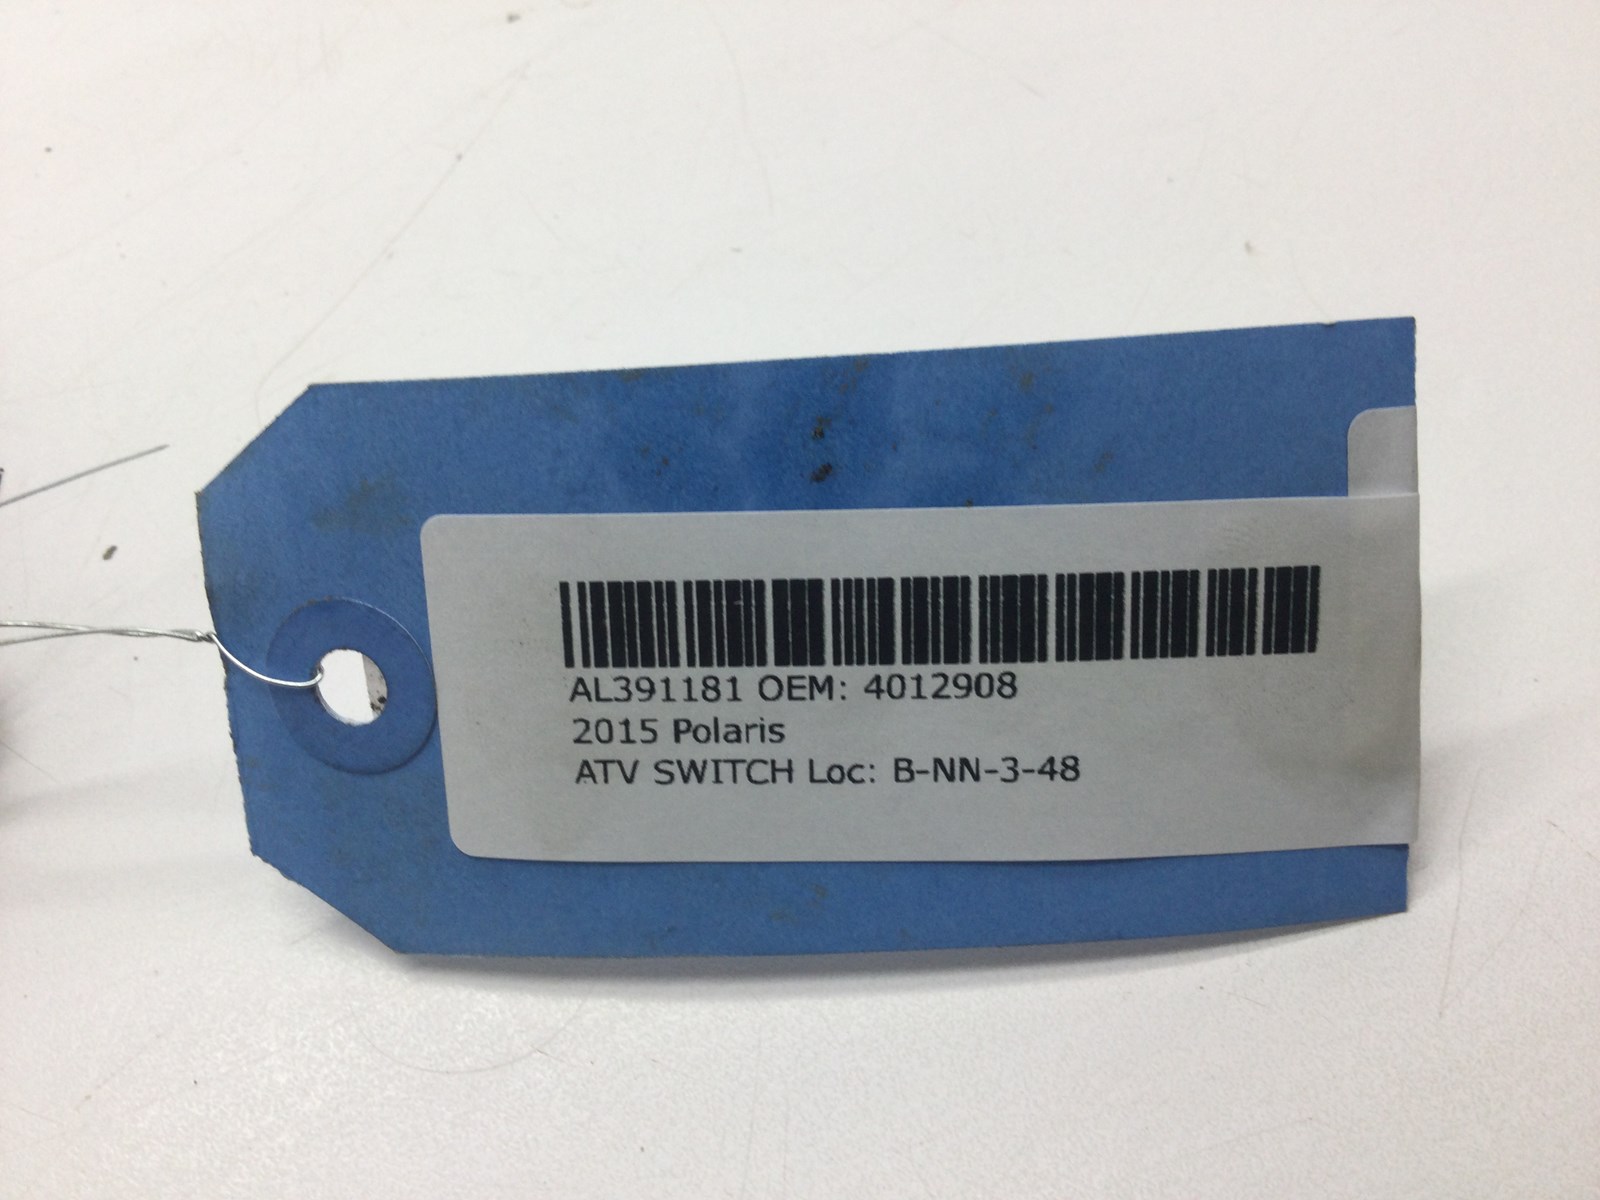 AL391181 OEM: 4012908
2015 Polaris
ATV SWITCH Loc: B-NN-3-48